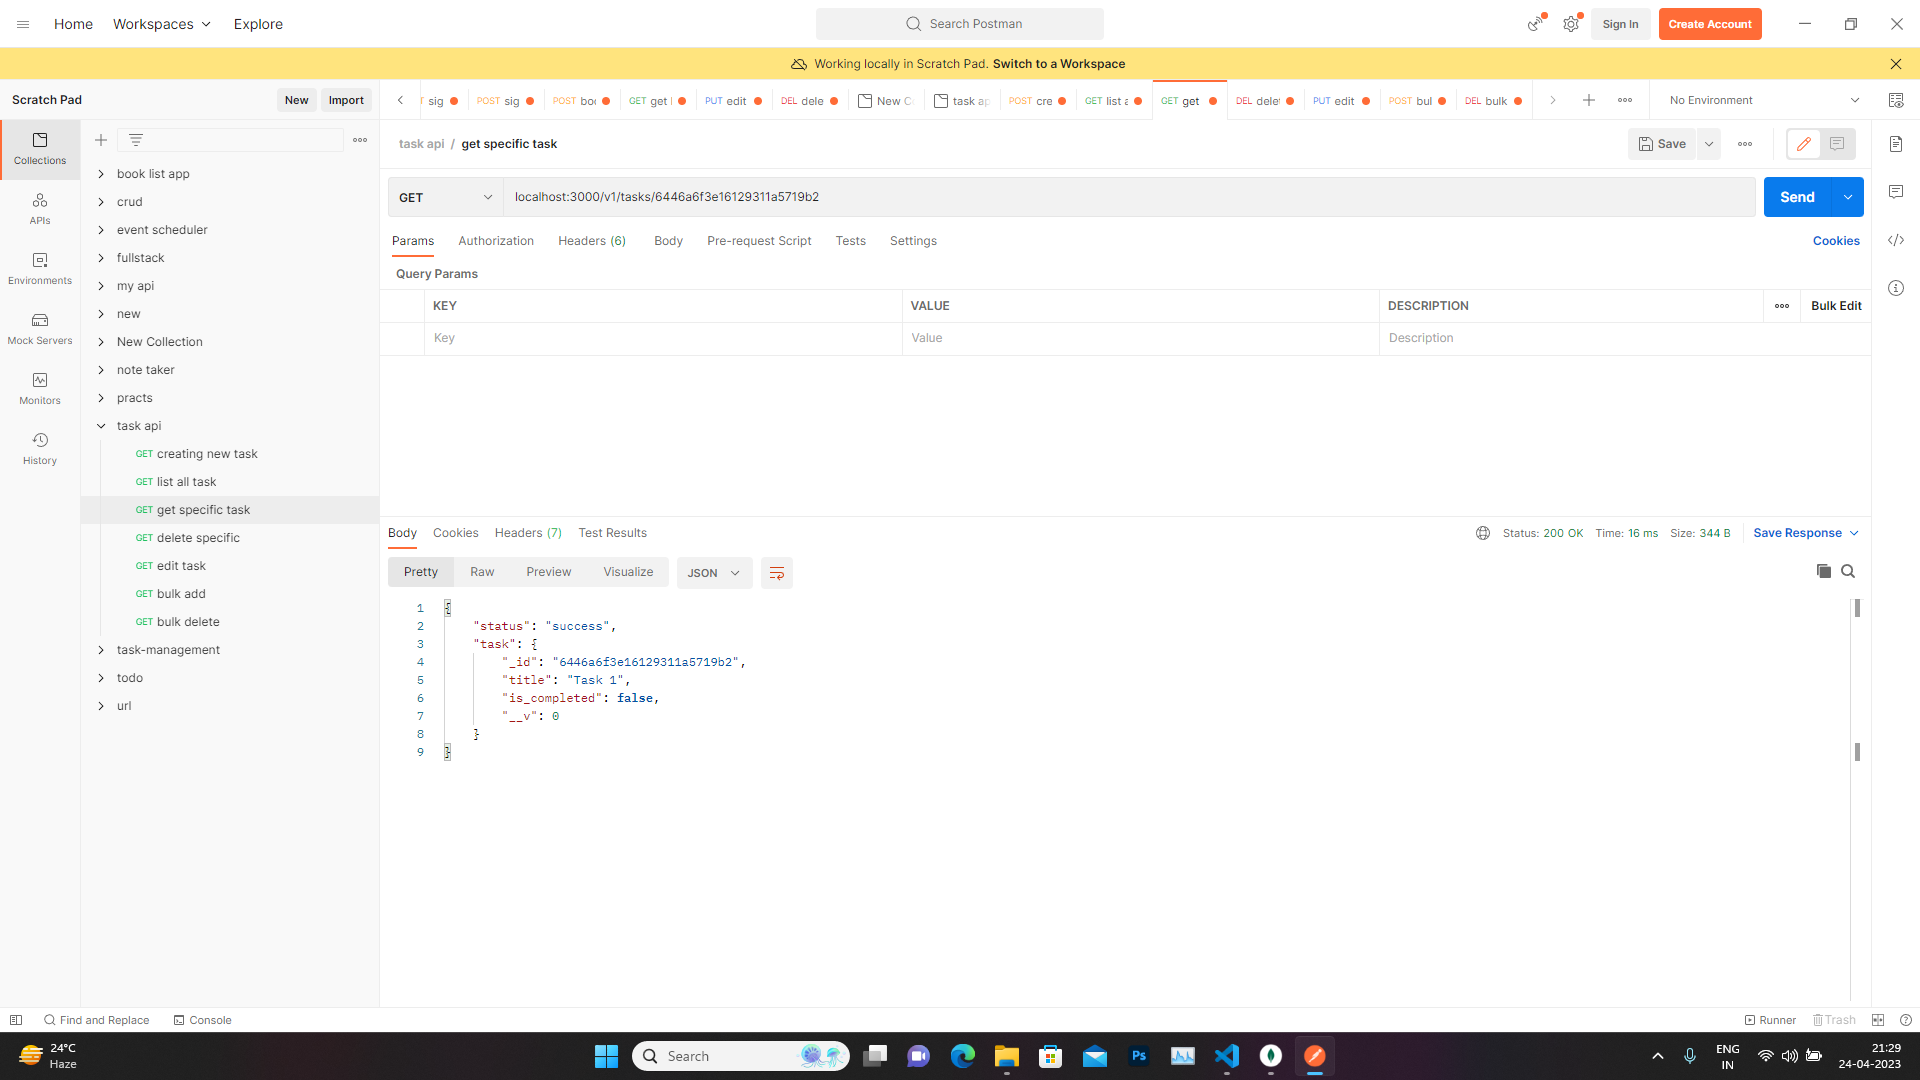 Home
Workspaces
Explore
Search Postman
Sign In
Create Account
Working locally in Scratch Pad. Switch to a Workspace
Scratch Pad
New
Import
sig
POST sig
POST
GET get
PUT edit
DEL dele
New C
task ap
POST cre
GET list a
GET get
DEL delet
PUT edit
POST bul
DEL bulk
No Environment
Collections
APIs
Environments
Mock Servers
Monitors
History
book list app
crud
event scheduler
fullstack
my api
new
New Collection
note taker
practs
task api
GET creating new task
GET list all task
GET get specific task
GET delete specific
GET edit task
GET bulk add
GET bulk delete
task-management
todo
url
task api / get specific task
Save
GET
localhost:3000/v1/tasks/6446a6f3e16129311a5719b2
Send
Params
Authorization
Headers (6)
Body
Pre-request Script
Tests
Settings
Cookies
Query Params
KEY
VALUE
DESCRIPTION
Bulk Edit
Key
Value
Description
Body
Cookies
Headers (7)
Test Results
Status: 200 OK
Time: 16 ms
Size: 344 B
Save Response
Pretty
Raw
Preview
Visualize
JSON
1 {
2 "status": "success",
3 "task": {
4 "_id": "6446a6f3e16129311a5719b2",
5 "title": "Task 1",
6 "is_completed": false,
7 "__v": 0
8 }
9 }
Find and Replace
Console
Runner
Trash
24°C
Haze
Search
Ps
ENG
IN
21:29
24-04-2023